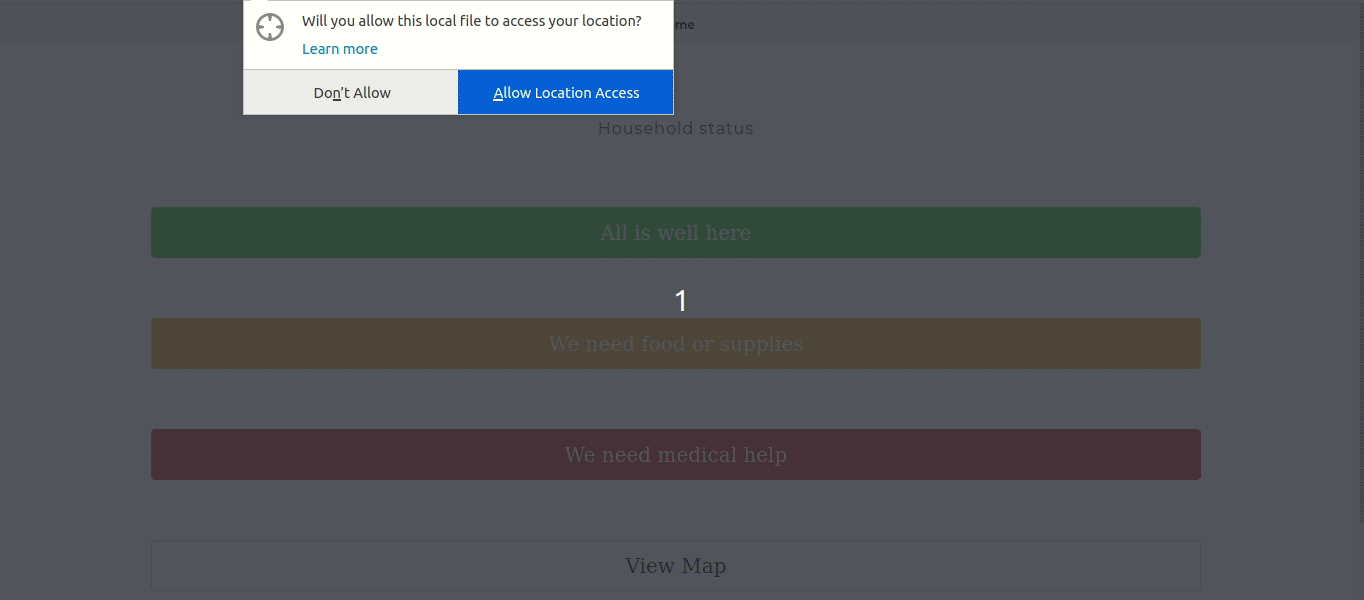 Will you allow this local file to access your location?
me
Learn more
Don't Allow
Allow Location Access
Household status
All is well here
1
We need food or supplies
We need medical help
View Map